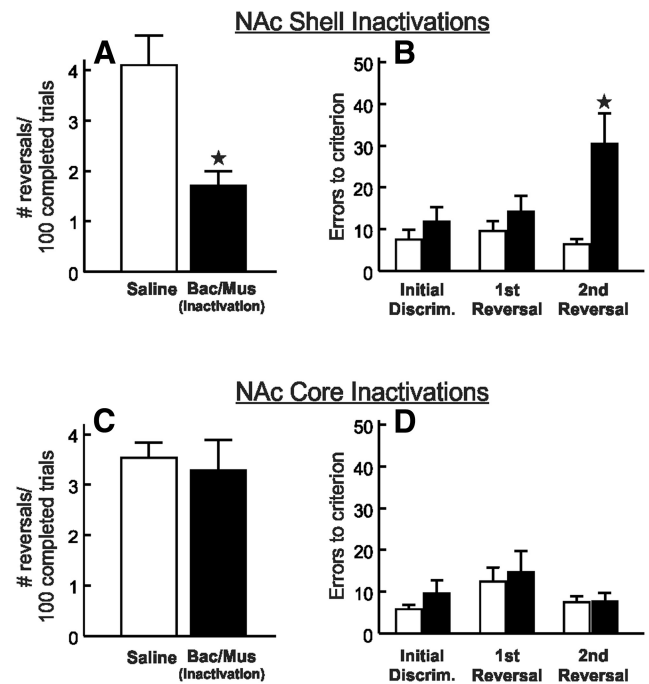 NAc Shell Inactivations
A
# reversals/
100 completed trials
4
3
2
1
0
★
Saline Bac/Mus
(Inactivation)
B
Errors to criterion
50
40
30
20
10
0
★
Initial 1st 2nd
Discrim. Reversal Reversal
NAc Core Inactivations
C
# reversals/
100 completed trials
4
3
2
1
0
Saline Bac/Mus
(Inactivation)
D
Errors to criterion
50
40
30
20
10
0
Initial 1st 2nd
Discrim. Reversal Reversal